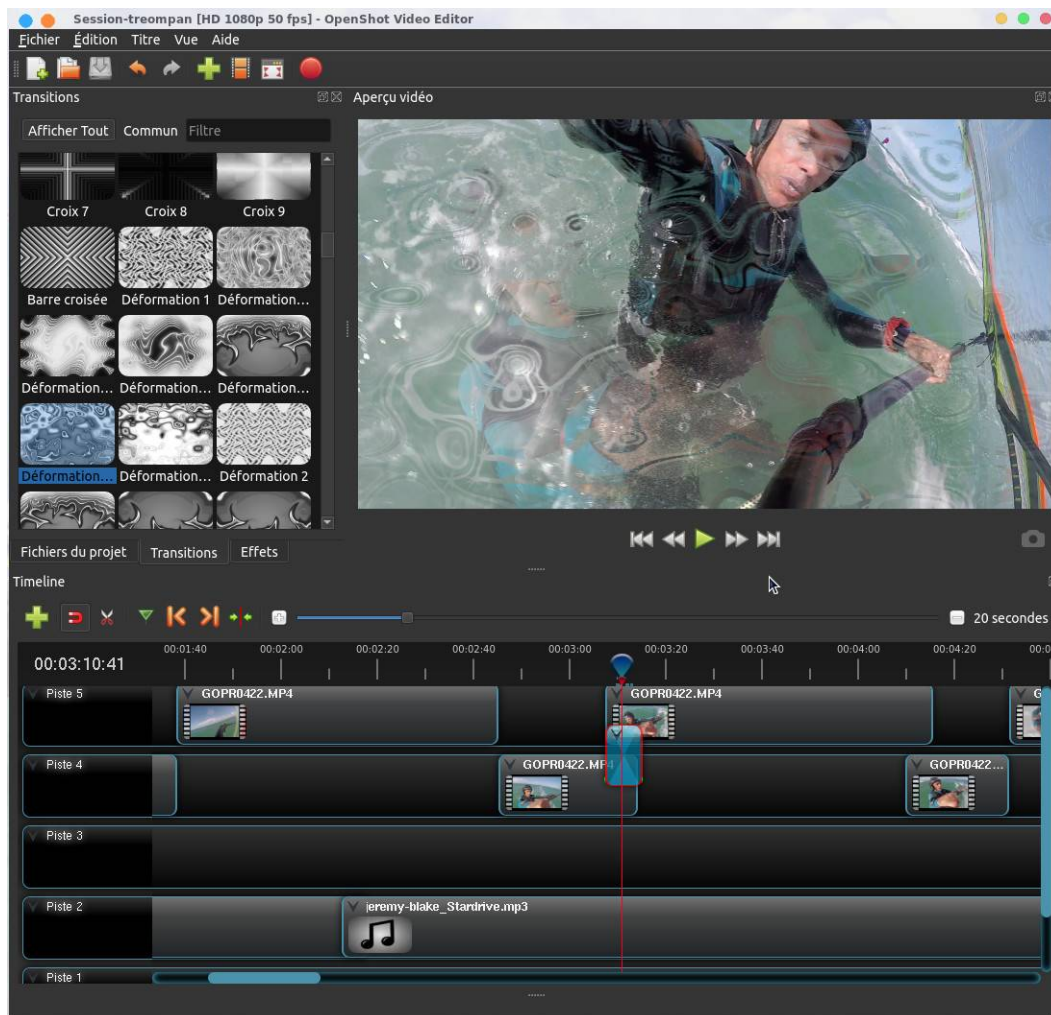 Session-treompan [HD 1080p 50 fps] - OpenShot Video Editor
Fichier Édition Titre Vue Aide
Transitions
Aperçu vidéo
Afficher Tout Commun Filtre
Croix 7 Croix 8 Croix 9
Barre croisée Déformation 1 Déformation...
Déformation... Déformation... Déformation...
Déformation... Déformation... Déformation 2
Fichiers du projet Transitions Effets
Timeline
20 secondes
00:03:10:41
00:01:40 00:02:00 00:02:20 00:02:40 00:03:00 00:03:20 00:03:40 00:04:00 00:04:20 00:0
Piste 5 GOPR0422.MP4 GOPR0422.MP4 G
Piste 4 GOPR0422.MP4 GOPR0422...
Piste 3
Piste 2 jeremy-blake_Stardrive.mp3
Piste 1